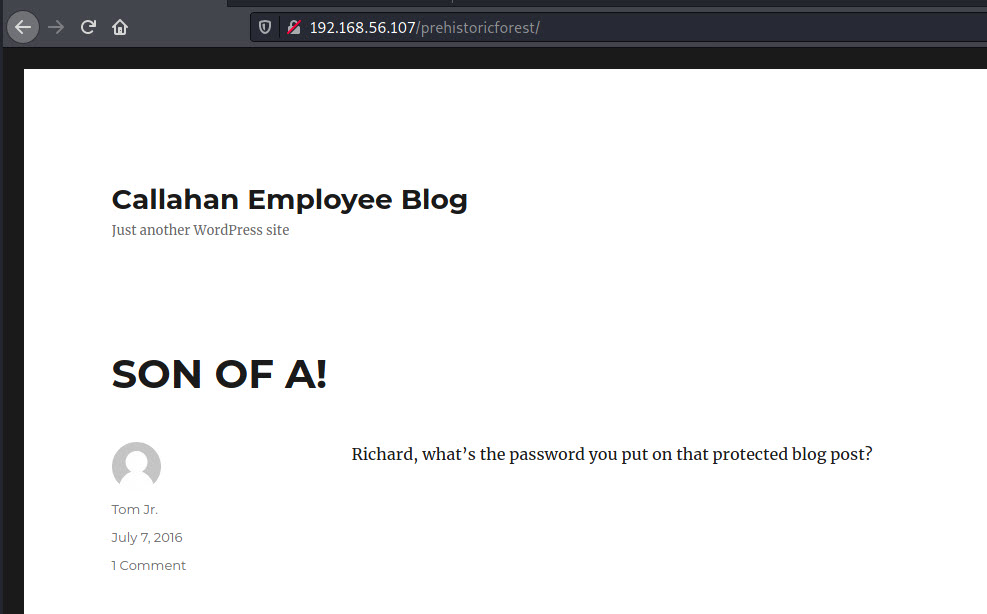 192.168.56.107/prehistoricforest/
Callahan Employee Blog
Just another WordPress site
SON OF A!
Richard, what’s the password you put on that protected blog post?
Tom Jr.
July 7, 2016
1 Comment